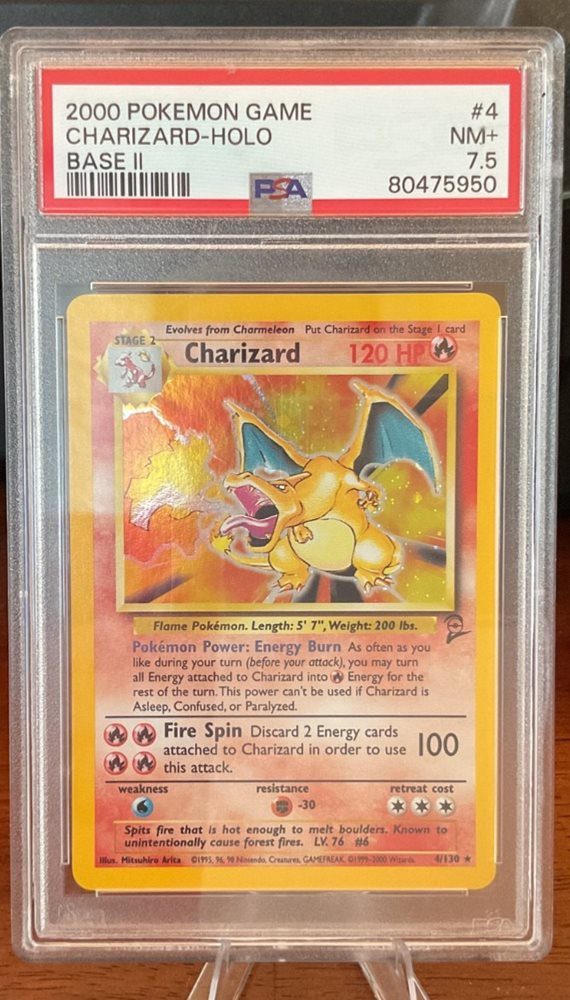 2000 POKEMON GAME #4
CHARIZARD-HOLO NM+
BASE II 7.5
PSA 80475950
Evolves from Charmeleon Put Charizard on the Stage 1 card
STAGE 2
Charizard 120 HP
Flame Pokémon. Length: 5' 7", Weight: 200 lbs.
Pokémon Power: Energy Burn As often as you
like during your turn (before your attack), you may turn
all Energy attached to Charizard into Energy for the
rest of the turn. This power can't be used if Charizard is
Asleep, Confused, or Paralyzed.
Fire Spin Discard 2 Energy cards
attached to Charizard in order to use 100
this attack.
weakness resistance retreat cost
-30
Spits fire that is hot enough to melt boulders. Known to
unintentionally cause forest fires. LV. 76 #6
Illus. Mitsuhiro Arita ©1995, 96, 98 Nintendo, Creatures, GAMEFREAK. ©1999-2000 Wizards. 4/130 ★
PSA